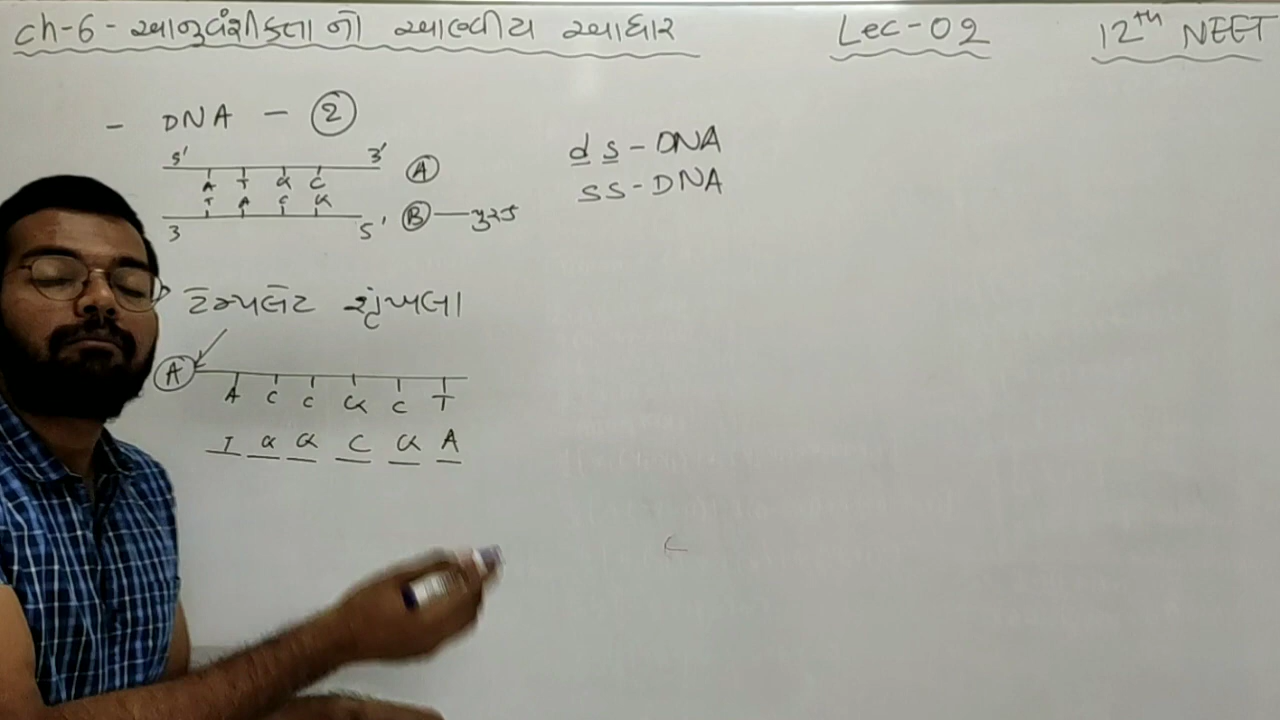 ch-6 - આનુવંશીકતા નો આણ્વીય આધાર Lec-02 12th NEET
- DNA - 2
5' 3' A
A T G C
T A C G
3 5' B — પુરક
ds - DNA
ss - DNA
ટેમ્પલેટ શૃંખલા
A
A C C G C T
T G G C G A